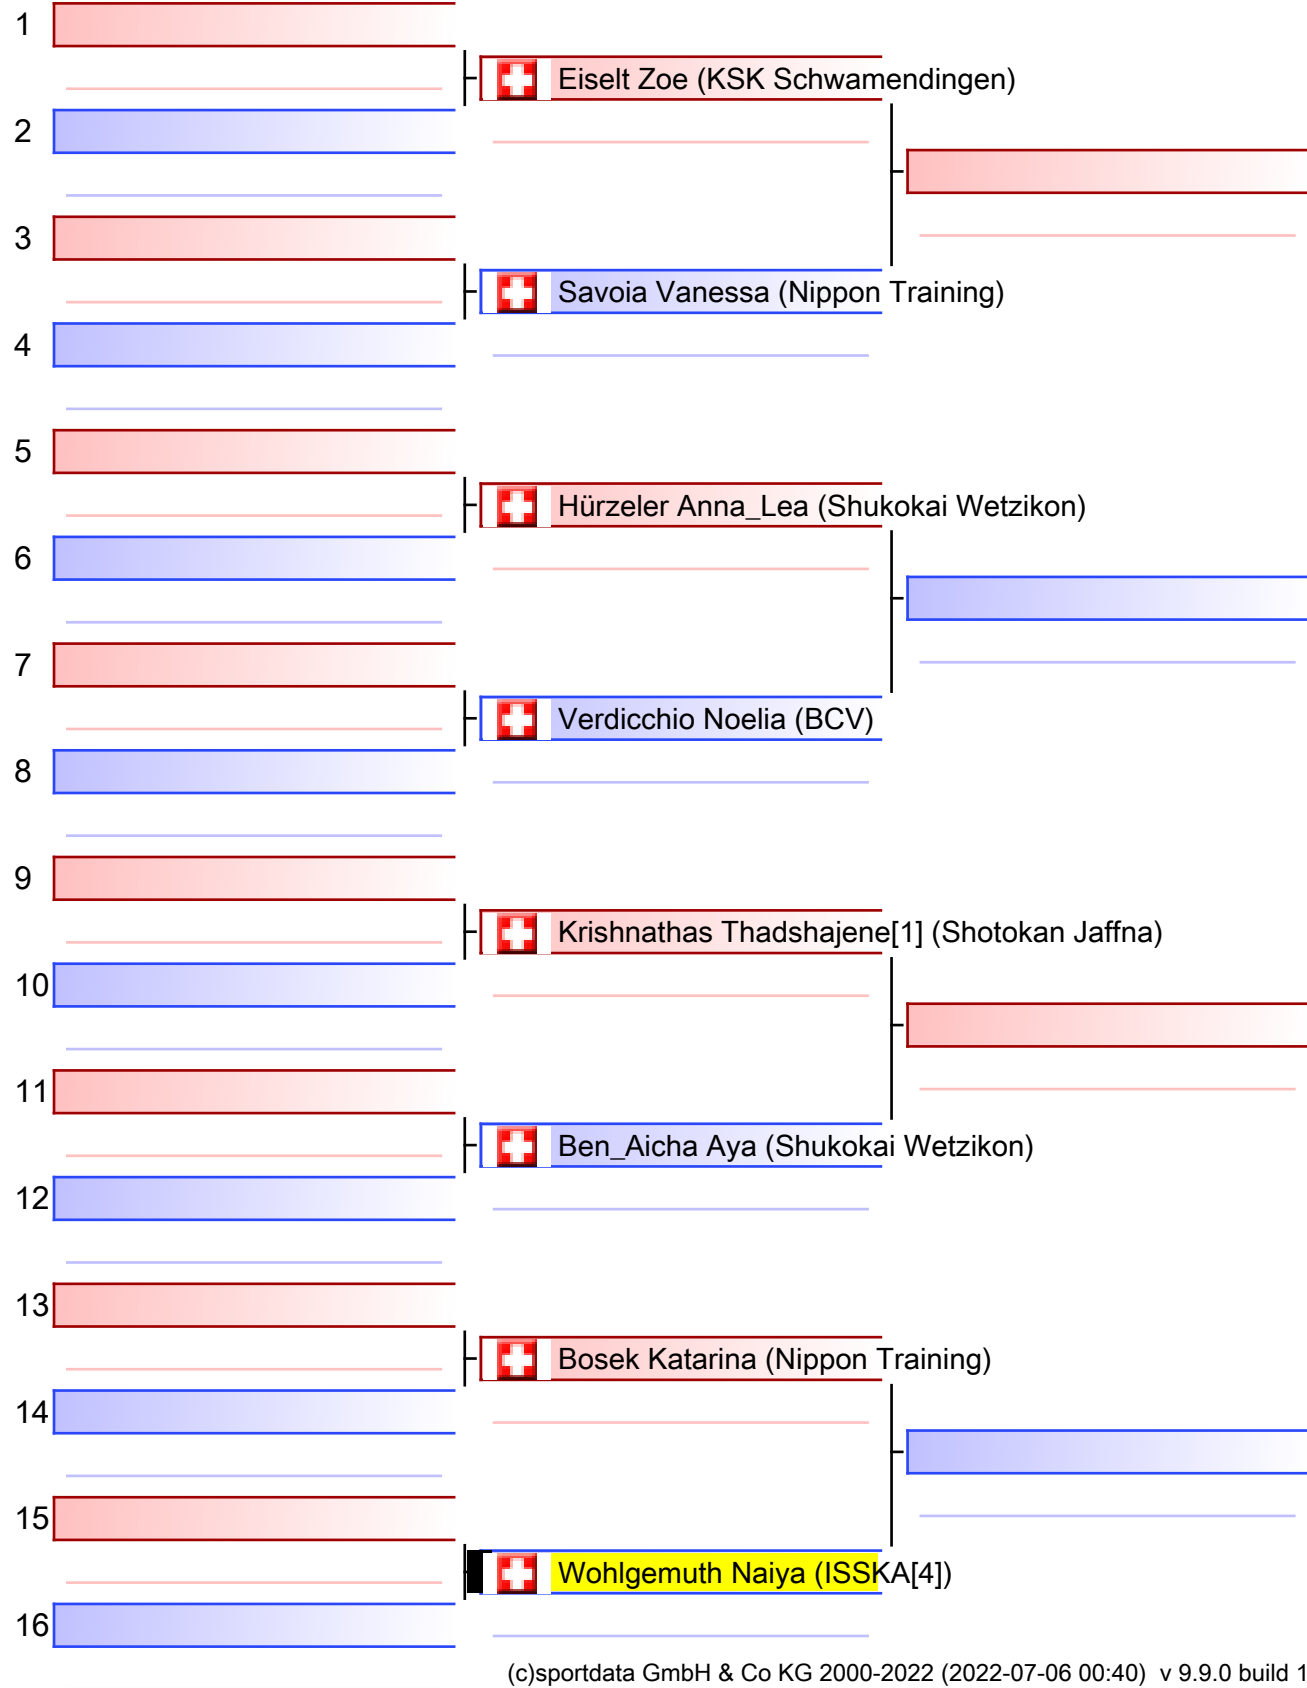 1
Eiselt Zoe (KSK Schwamendingen)
2
3
Savoia Vanessa (Nippon Training)
4
5
Hürzeler Anna_Lea (Shukokai Wetzikon)
6
7
Verdicchio Noelia (BCV)
8
9
Krishnathas Thadshajene[1] (Shotokan Jaffna)
10
11
Ben_Aicha Aya (Shukokai Wetzikon)
12
13
Bosek Katarina (Nippon Training)
14
15
Wohlgemuth Naiya (ISSKA[4])
16
(c)sportdata GmbH & Co KG 2000-2022 (2022-07-06 00:40) v 9.9.0 build 1